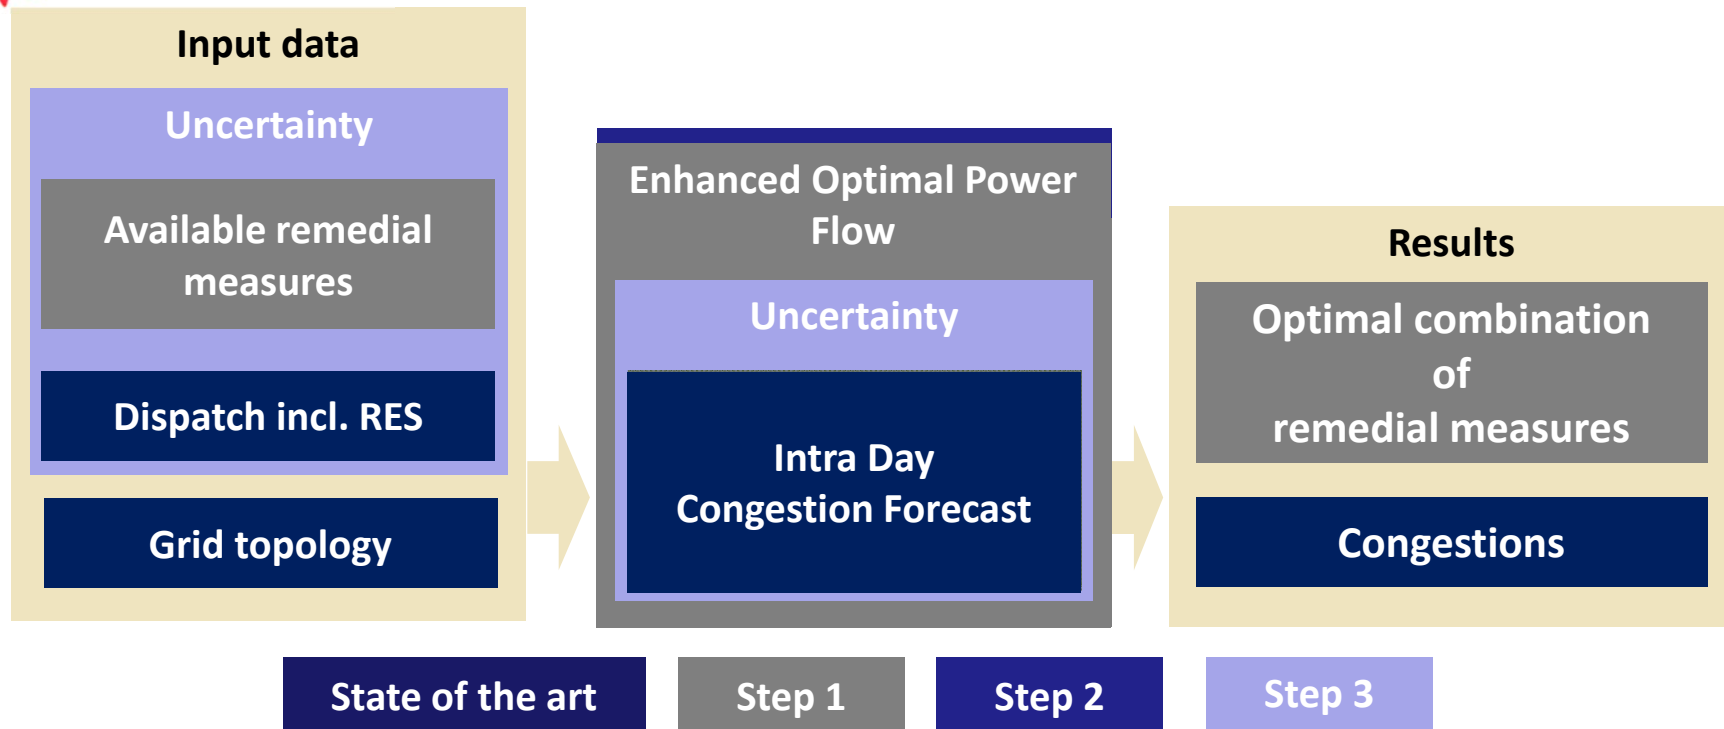 Input data
Uncertainty
Available remedial
measures
Dispatch incl. RES
Grid topology
Enhanced Optimal Power
Flow
Uncertainty
Intra Day
Congestion Forecast
Results
Optimal combination
of
remedial measures
Congestions
State of the art
Step 1
Step 2
Step 3